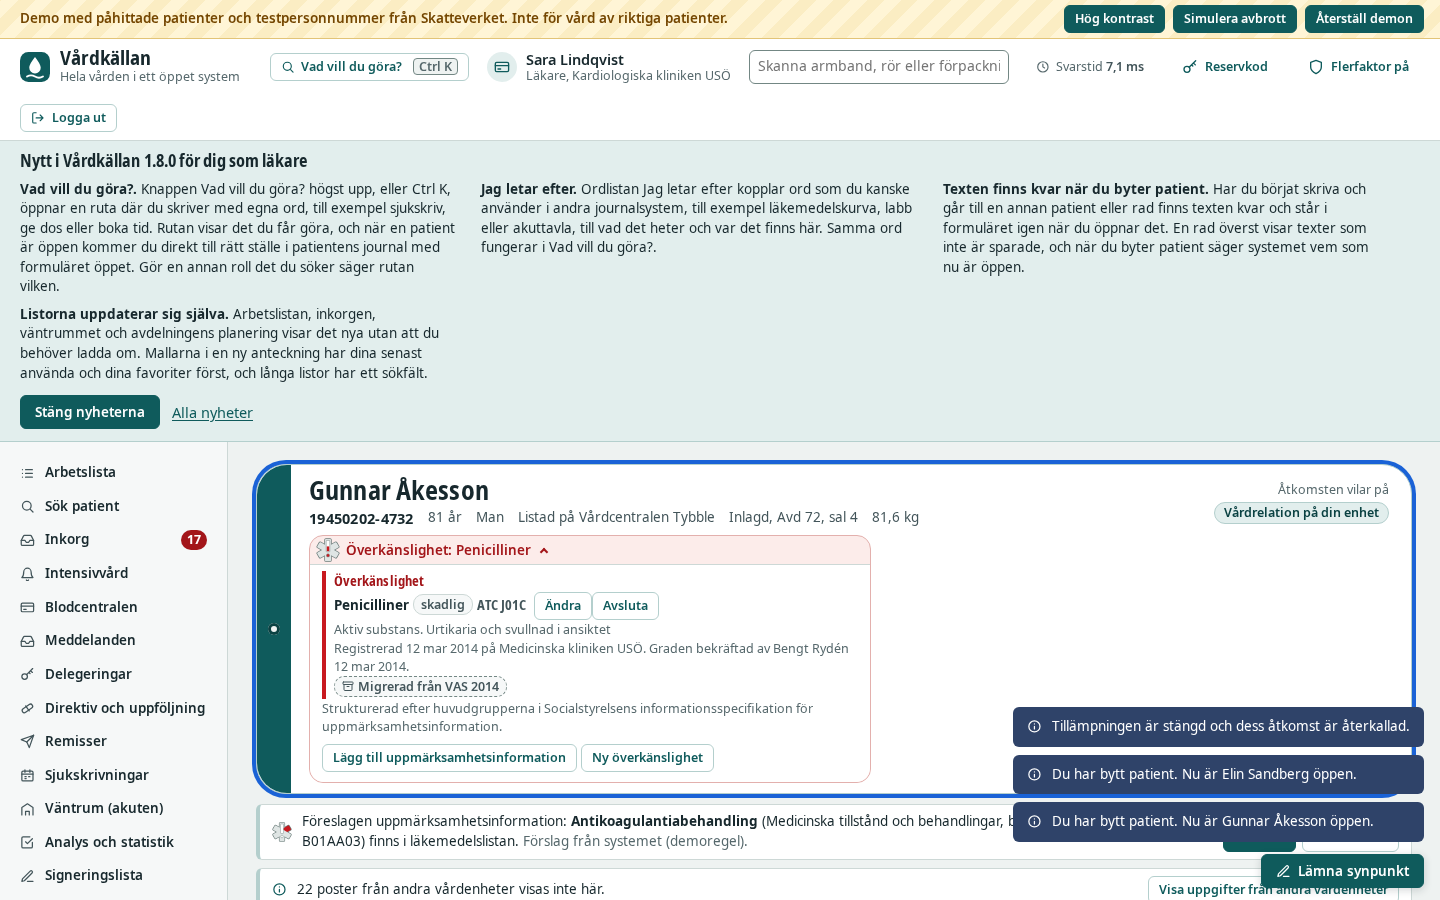 Demo med påhittade patienter och testpersonnummer från Skatteverket. Inte för vård av riktiga patienter.
Hög kontrast
Simulera avbrott
Återställ demon
Vårdkällan
Hela vården i ett öppet system
Vad vill du göra? Ctrl K
Sara Lindqvist
Läkare, Kardiologiska kliniken USÖ
Skanna armband, rör eller förpackni
Svarstid 7,1 ms
Reservkod
Flerfaktor på
Logga ut
Nytt i Vårdkällan 1.8.0 för dig som läkare
Vad vill du göra?. Knappen Vad vill du göra? högst upp, eller Ctrl K,
öppnar en ruta där du skriver med egna ord, till exempel sjukskriv,
ge dos eller boka tid. Rutan visar det du får göra, och när en patient
är öppen kommer du direkt till rätt ställe i patientens journal med
formuläret öppet. Gör en annan roll det du söker säger rutan
vilken.
Jag letar efter. Ordlistan Jag letar efter kopplar ord som du kanske
använder i andra journalsystem, till exempel läkemedelskurva, labb
eller akuttavla, till vad det heter och var det finns här. Samma ord
fungerar i Vad vill du göra?.
Texten finns kvar när du byter patient. Har du börjat skriva och
går till en annan patient eller rad finns texten kvar och står i
formuläret igen när du öppnar det. En rad överst visar texter som
inte är sparade, och när du byter patient säger systemet vem som
nu är öppen.
Listorna uppdaterar sig själva. Arbetslistan, inkorgen,
väntrummet och avdelningens planering visar det nya utan att du
behöver ladda om. Mallarna i en ny anteckning har dina senast
använda och dina favoriter först, och långa listor har ett sökfält.
Stäng nyheterna
Alla nyheter
Arbetslista
Sök patient
Inkorg 17
Intensivvård
Blodcentralen
Meddelanden
Delegeringar
Direktiv och uppföljning
Remisser
Sjukskrivningar
Väntrum (akuten)
Analys och statistik
Signeringslista
Gunnar Åkesson
19450202-4732 81 år Man Listad på Vårdcentralen Tybble Inlagd, Avd 72, sal 4 81,6 kg
Åtkomsten vilar på
Vårdrelation på din enhet
Överkänslighet: Penicilliner
Överkänslighet
Penicilliner skadlig ATC J01C Ändra Avsluta
Aktiv substans. Urtikaria och svullnad i ansiktet
Registrerad 12 mar 2014 på Medicinska kliniken USÖ. Graden bekräftad av Bengt Rydén
12 mar 2014.
Migrerad från VAS 2014
Strukturerad efter huvudgrupperna i Socialstyrelsens informationsspecifikation för
uppmärksamhetsinformation.
Lägg till uppmärksamhetsinformation
Ny överkänslighet
Tillämpningen är stängd och dess åtkomst är återkallad.
Du har bytt patient. Nu är Elin Sandberg öppen.
Du har bytt patient. Nu är Gunnar Åkesson öppen.
Föreslagen uppmärksamhetsinformation: Antikoagulantiabehandling (Medicinska tillstånd och behandlingar,
B01AA03) finns i läkemedelslistan. Förslag från systemet (demoregel).
Lämna synpunkt
22 poster från andra vårdenheter visas inte här.
Visa uppgifter från andra vårdenheter